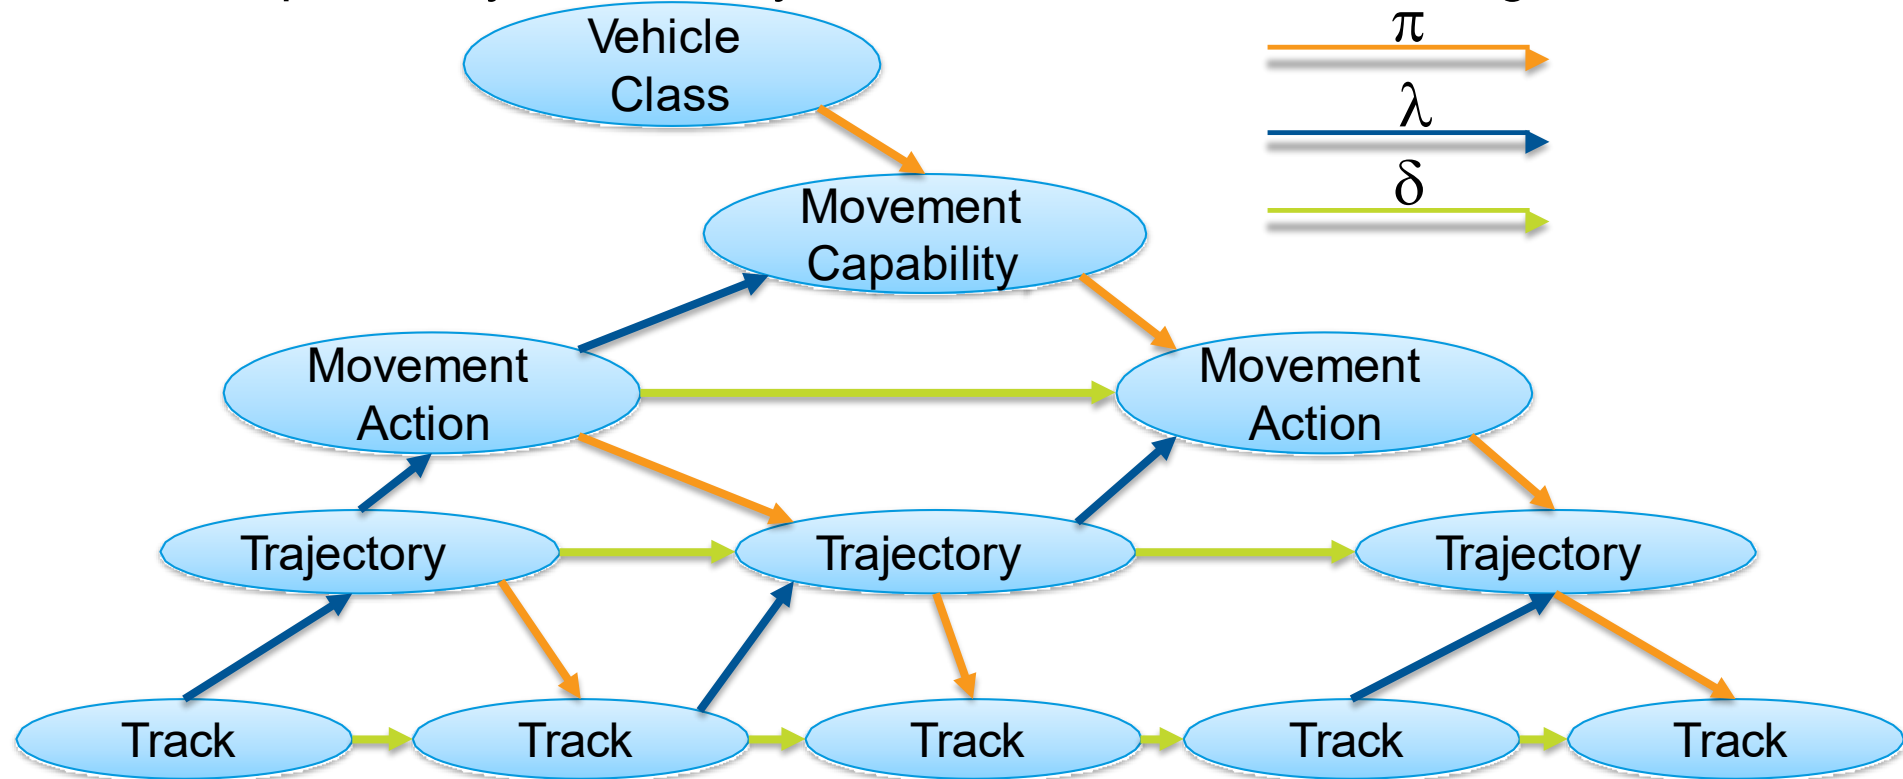 Vehicle
Class
π
λ
δ
Movement
Capability
Movement
Action
Movement
Action
Trajectory
Trajectory
Trajectory
Track
Track
Track
Track
Track